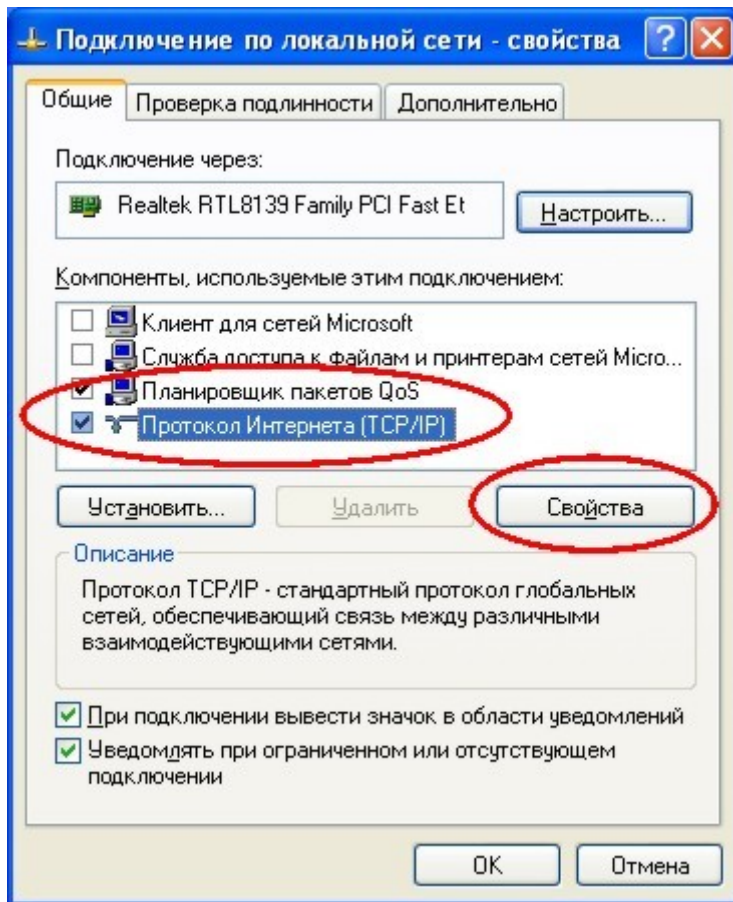 Подключение по локальной сети - свойства
Общие Проверка подлинности Дополнительно
Подключение через:
Realtek RTL8139 Family PCI Fast Et Настроить...
Компоненты, используемые этим подключением:
Клиент для сетей Microsoft
Служба доступа к файлам и принтерам сетей Micro...
Планировщик пакетов QoS
Протокол Интернета (TCP/IP)
Установить... Удалить Свойства
Описание
Протокол TCP/IP - стандартный протокол глобальных
сетей, обеспечивающий связь между различными
взаимодействующими сетями.
При подключении вывести значок в области уведомлений
Уведомлять при ограниченном или отсутствующем
подключении
OK Отмена